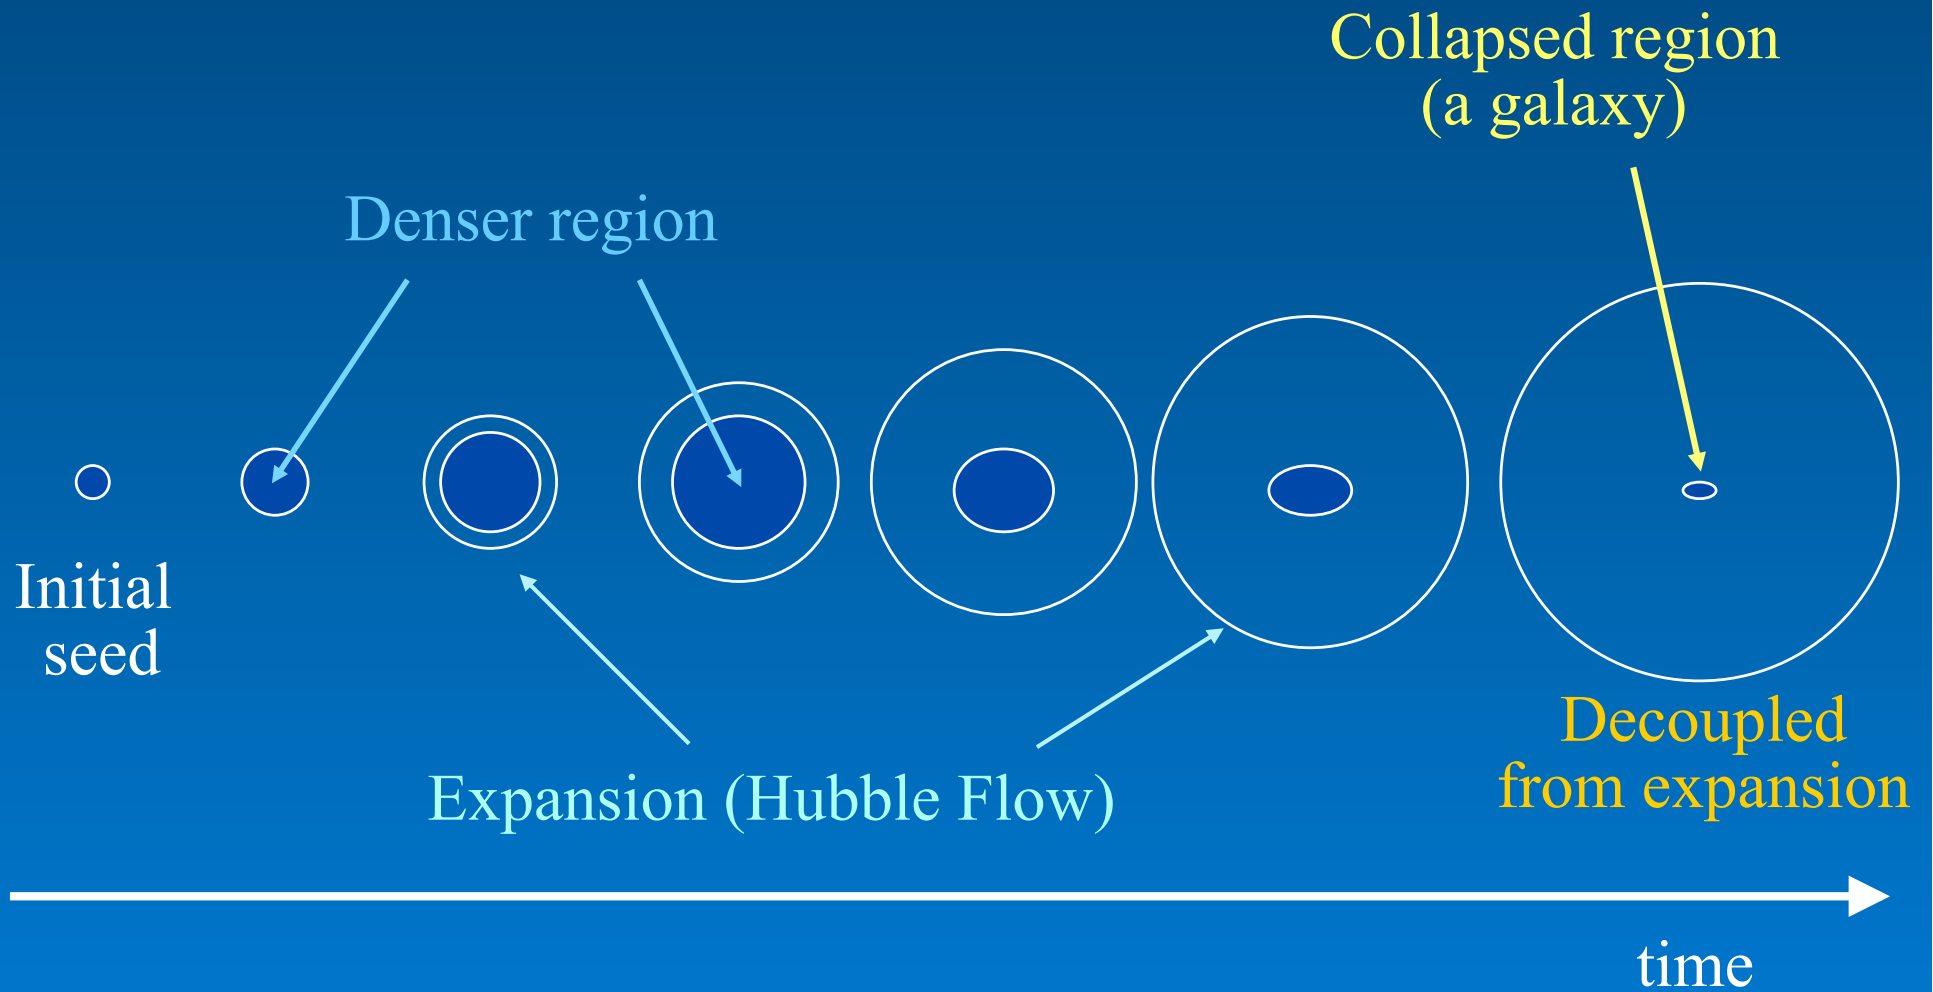 Collapsed region
(a galaxy)
Denser region
Initial
seed
Decoupled
from expansion
Expansion (Hubble Flow)
time